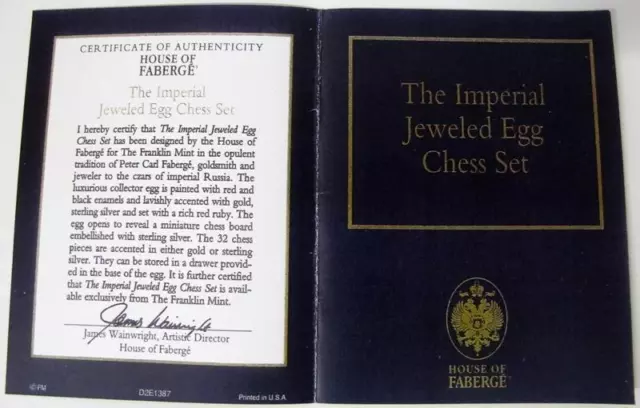 CERTIFICATE OF AUTHENTICITY
HOUSE OF
FABERGÉ
The Imperial
Jeweled Egg Chess Set
I hereby certify that The Imperial Jeweled Egg
Chess Set has been designed by the House of
Fabergé for The Franklin Mint in the opulent
tradition of Peter Carl Fabergé, goldsmith and
jeweler to the czars of imperial Russia. The
luxurious collector egg is painted with red and
black enamels and lavishly accented with gold,
sterling silver and set with a rich red ruby. The
egg opens to reveal a miniature chess board
embellished with sterling silver. The 32 chess
pieces are accented in either gold or sterling
silver. They can be stored in a drawer provid-
ed in the base of the egg. It is further certified
that The Imperial Jeweled Egg Chess Set is avail-
able exclusively from The Franklin Mint.
James Wainright
James Wainwright, Artistic Director
House of Fabergé
©PM
D2E1387
Printed in U.S.A.
The Imperial
Jeweled Egg
Chess Set
HOUSE OF
FABERGÉ